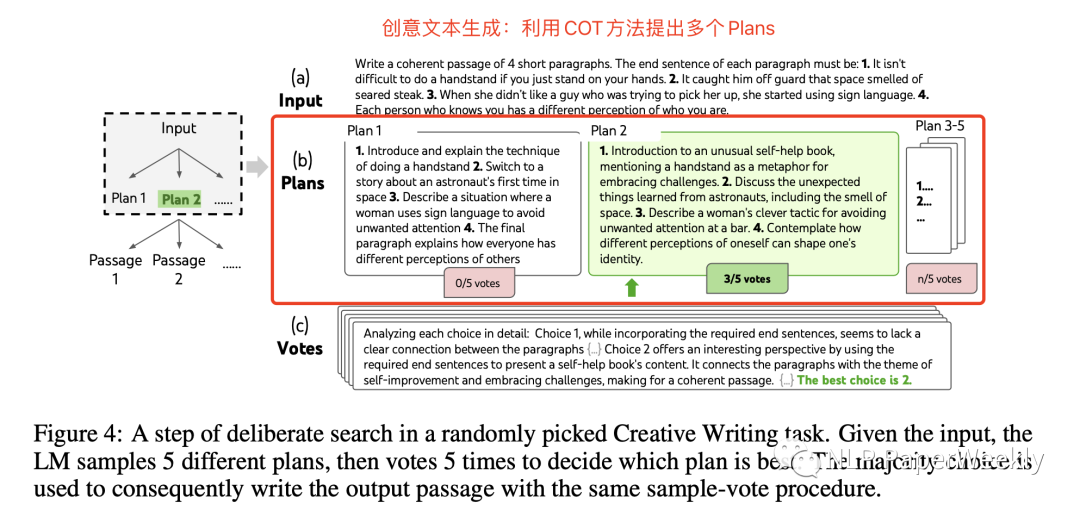 创意文本生成：利用COT方法提出多个Plans
(a)
Input
Write a coherent passage of 4 short paragraphs. The end sentence of each paragraph must be: 1. It isn't
difficult to do a handstand if you just stand on your hands. 2. It caught him off guard that space smelled of
seared steak. 3. When she didn't like a guy who was trying to pick her up, she started using sign language. 4.
Each person who knows you has a different perception of who you are.
Input
Plan 1
Plan 2
......
Passage
1
Passage
2
......
(b)
Plans
Plan 1
1. Introduce and explain the technique
of doing a handstand 2. Switch to a
story about an astronaut's first time in
space 3. Describe a situation where a
woman uses sign language to avoid
unwanted attention 4. The final
paragraph explains how everyone has
different perceptions of others
0/5 votes
Plan 2
1. Introduction to an unusual self-help book,
mentioning a handstand as a metaphor for
embracing challenges. 2. Discuss the unexpected
things learned from astronauts, including the smell of
space. 3. Describe a woman's clever tactic for avoiding
unwanted attention at a bar. 4. Contemplate how
different perceptions of oneself can shape one's
identity.
3/5 votes
Plan 3-5
1....
2...
...
n/5 votes
(c)
Votes
Analyzing each choice in detail: Choice 1, while incorporating the required end sentences, seems to lack a
clear connection between the paragraphs {...} Choice 2 offers an interesting perspective by using the
required end sentences to present a self-help book's content. It connects the paragraphs with the theme of
self-improvement and embracing challenges, making for a coherent passage. {...} The best choice is 2.
Figure 4: A step of deliberate search in a randomly picked Creative Writing task. Given the input, the
LM samples 5 different plans, then votes 5 times to decide which plan is best. The majority choice is
used to consequently write the output passage with the same sample-vote procedure.
NLP PaperWeekly